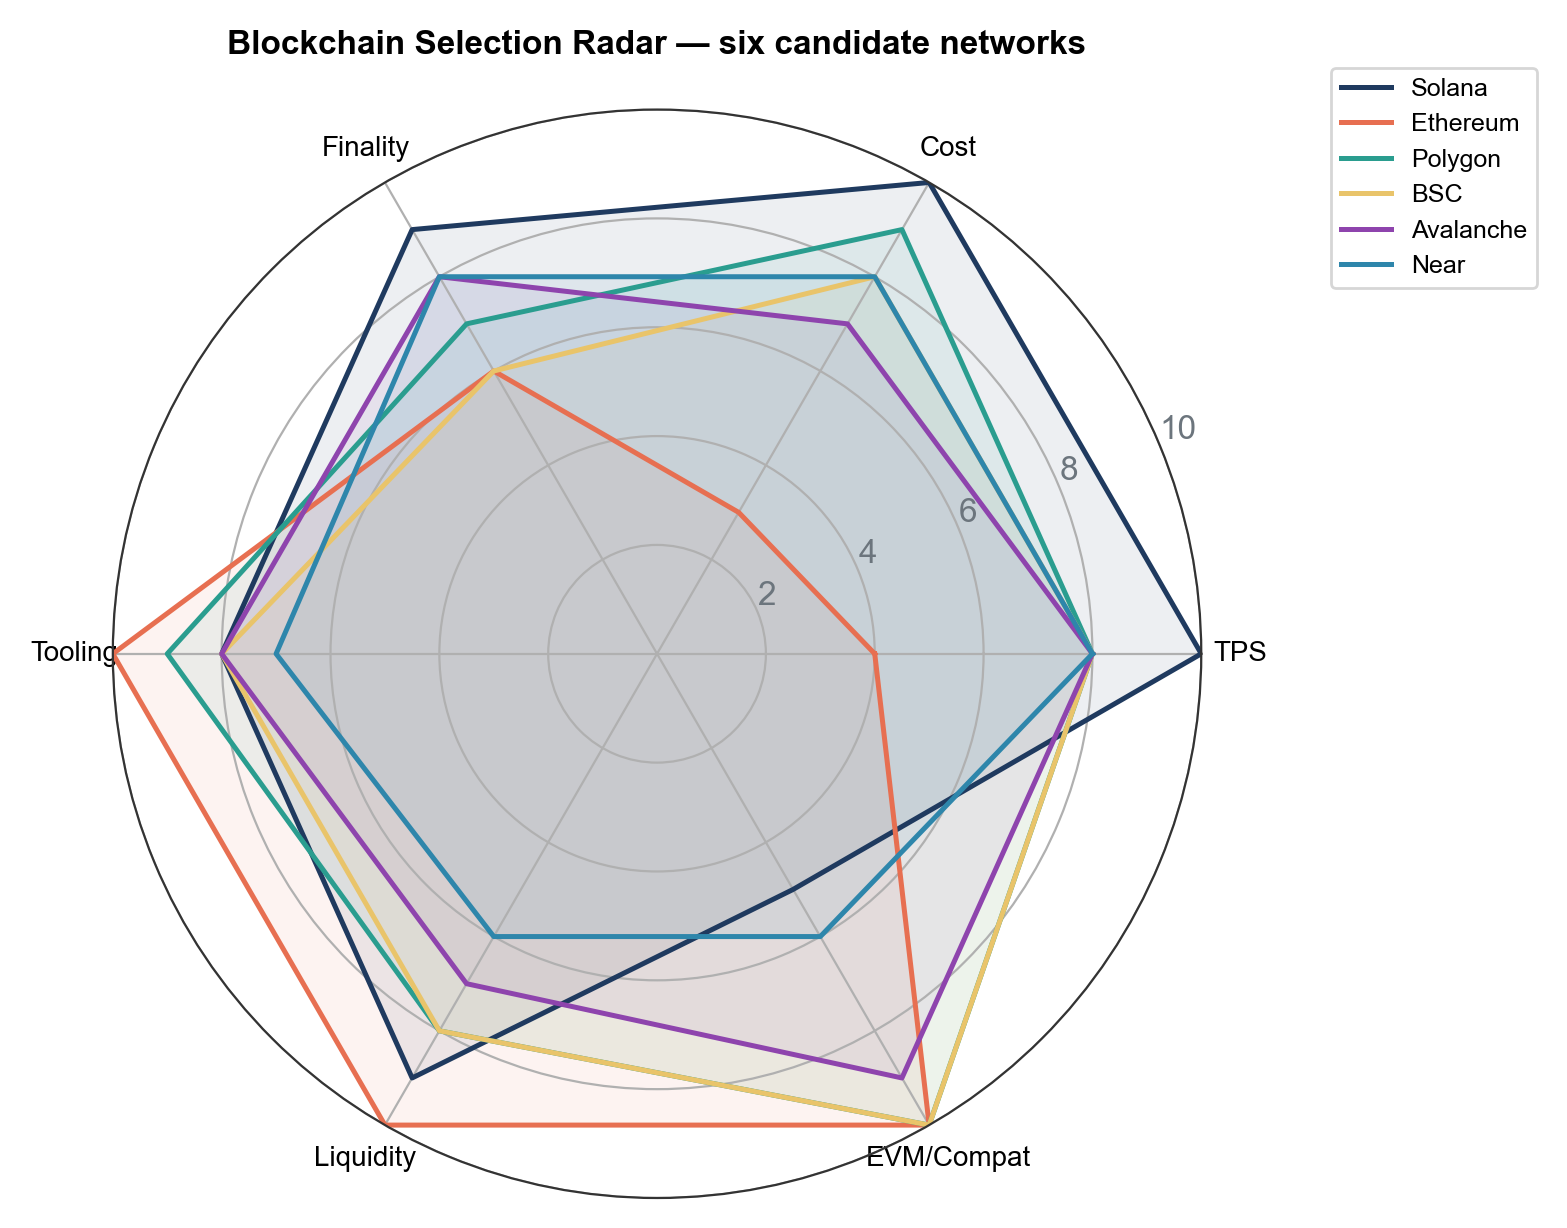 Blockchain Selection Radar — six candidate networks
Solana
Ethereum
Polygon
BSC
Avalanche
Near
Finality
Cost
10
8
6
4
2
Tooling
TPS
Liquidity
EVM/Compat